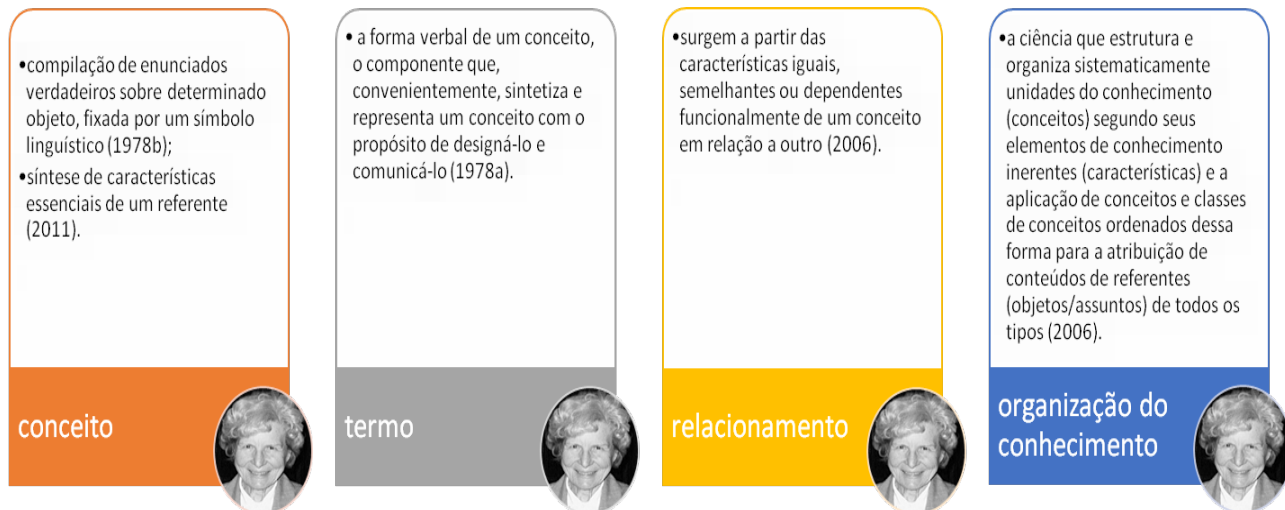 •compilação de enunciados
verdadeiros sobre determinado
objeto, fixada por um símbolo
linguístico (1978b);
•síntese de características
essenciais de um referente
(2011).
conceito
• a forma verbal de um conceito,
o componente que,
convenientemente, sintetiza e
representa um conceito com o
propósito de designá-lo e
comunicá-lo (1978a).
termo
•surgem a partir das
características iguais,
semelhantes ou dependentes
funcionalmente de um conceito
em relação a outro (2006).
relacionamento
•a ciência que estrutura e
organiza sistematicamente
unidades do conhecimento
(conceitos) segundo seus
elementos de conhecimento
inerentes (características) e a
aplicação de conceitos e classes
de conceitos ordenados dessa
forma para a atribuição de
conteúdos de referentes
(objetos/assuntos) de todos os
tipos (2006).
organização do
conhecimento